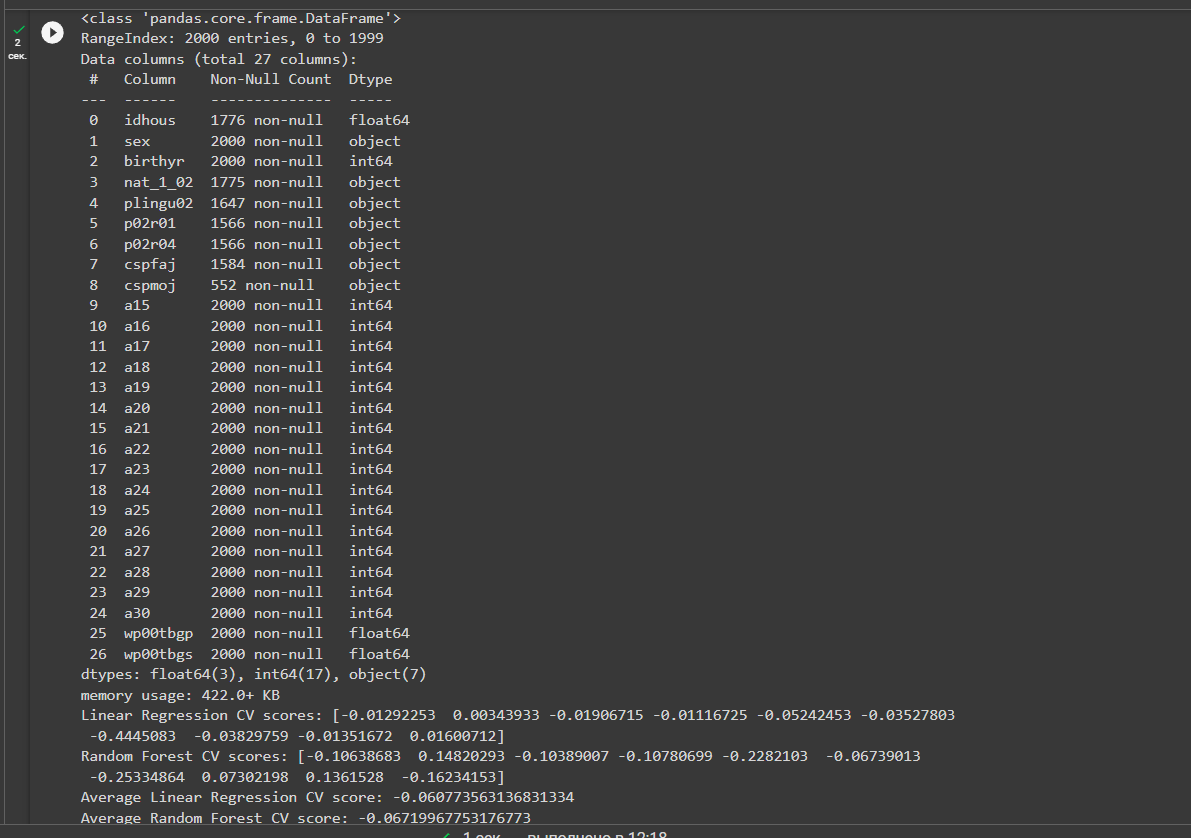 <class 'pandas.core.frame.DataFrame'>
RangeIndex: 2000 entries, 0 to 1999
Data columns (total 27 columns):
#   Column    Non-Null Count  Dtype
---  ------    --------------  -----
0   idhous    1776 non-null   float64
1   sex       2000 non-null   object
2   birthyr   2000 non-null   int64
3   nat_1_02  1775 non-null   object
4   plingu02  1647 non-null   object
5   p02r01    1566 non-null   object
6   p02r04    1566 non-null   object
7   cspfaj    1584 non-null   object
8   cspmoj    552 non-null    object
9   a15       2000 non-null   int64
10  a16       2000 non-null   int64
11  a17       2000 non-null   int64
12  a18       2000 non-null   int64
13  a19       2000 non-null   int64
14  a20       2000 non-null   int64
15  a21       2000 non-null   int64
16  a22       2000 non-null   int64
17  a23       2000 non-null   int64
18  a24       2000 non-null   int64
19  a25       2000 non-null   int64
20  a26       2000 non-null   int64
21  a27       2000 non-null   int64
22  a28       2000 non-null   int64
23  a29       2000 non-null   int64
24  a30       2000 non-null   int64
25  wp00tbgp  2000 non-null   float64
26  wp00tbgs  2000 non-null   float64
dtypes: float64(3), int64(17), object(7)
memory usage: 422.0+ KB
Linear Regression CV scores: [-0.01292253  0.00343933 -0.01906715 -0.01116725 -0.05242453 -0.03527803
-0.4445083  -0.03829759 -0.01351672  0.01600712]
Random Forest CV scores: [-0.10638683  0.14820293 -0.10389007 -0.10780699 -0.2282103  -0.06739013
-0.25334864  0.07302198  0.1361528  -0.16234153]
Average Linear Regression CV score: -0.060773563136831334
Average Random Forest CV score: -0.06719967753176773
2
сек.
1 сек. выполнено в 12:18